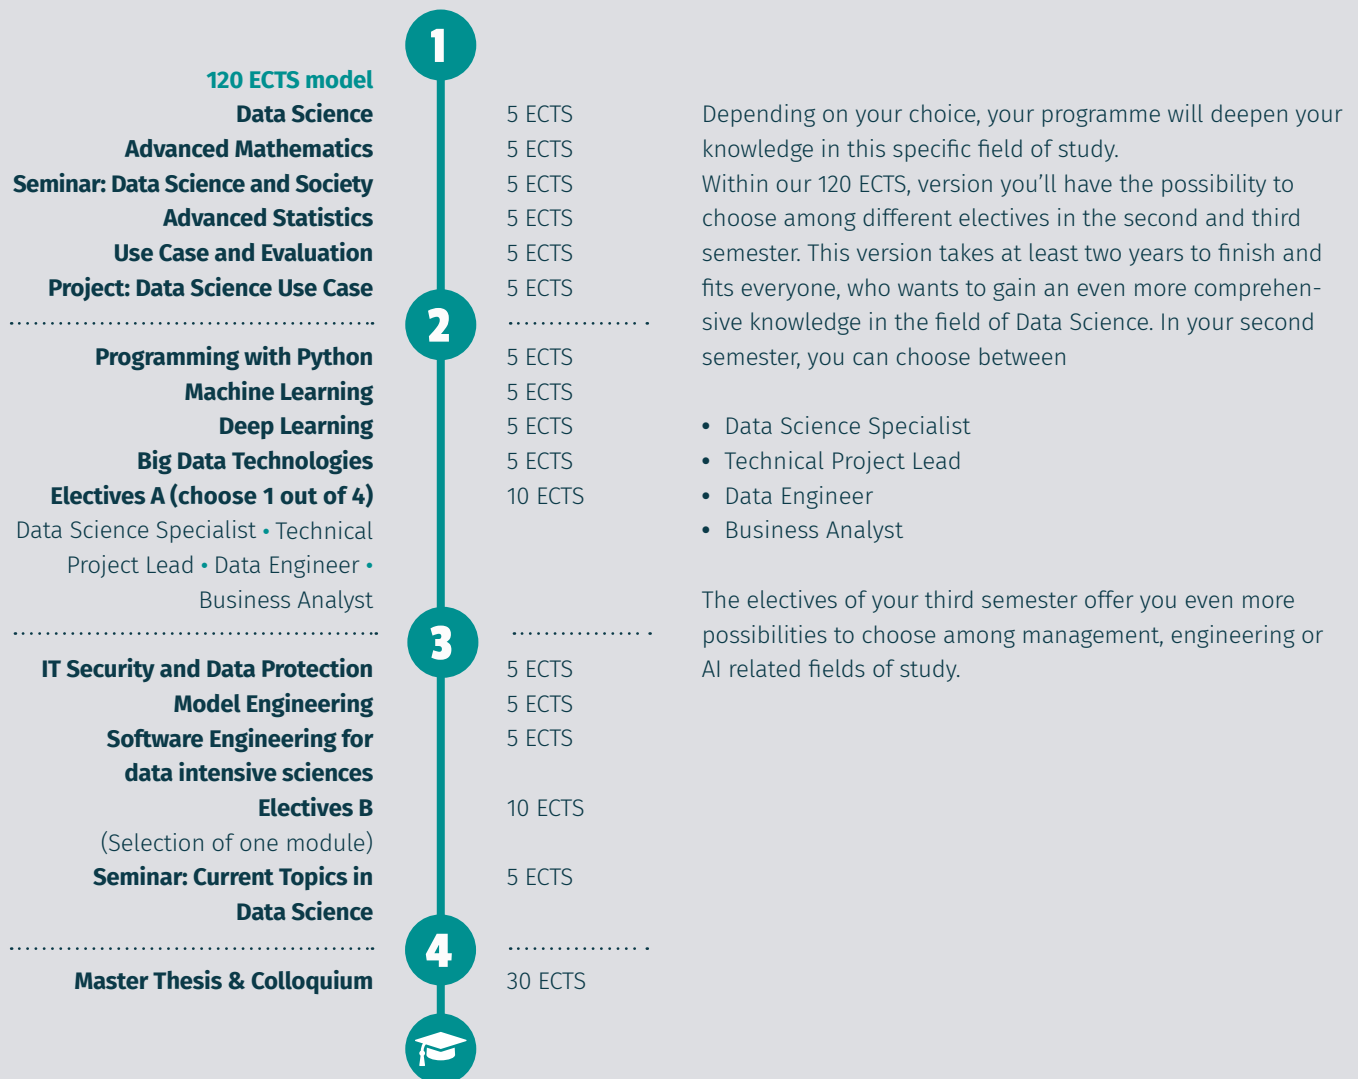 1
120 ECTS model
Data Science 5 ECTS
Advanced Mathematics 5 ECTS
Seminar: Data Science and Society 5 ECTS
Advanced Statistics 5 ECTS
Use Case and Evaluation 5 ECTS
Project: Data Science Use Case 5 ECTS
2
Programming with Python 5 ECTS
Machine Learning 5 ECTS
Deep Learning 5 ECTS
Big Data Technologies 5 ECTS
Electives A (choose 1 out of 4) 10 ECTS
Data Science Specialist • Technical
Project Lead • Data Engineer •
Business Analyst
3
IT Security and Data Protection 5 ECTS
Model Engineering 5 ECTS
Software Engineering for 5 ECTS
data intensive sciences
Electives B 10 ECTS
(Selection of one module)
Seminar: Current Topics in 5 ECTS
Data Science
4
Master Thesis & Colloquium 30 ECTS
Depending on your choice, your programme will deepen your
knowledge in this specific field of study.
Within our 120 ECTS, version you'll have the possibility to
choose among different electives in the second and third
semester. This version takes at least two years to finish and
fits everyone, who wants to gain an even more comprehen-
sive knowledge in the field of Data Science. In your second
semester, you can choose between
• Data Science Specialist
• Technical Project Lead
• Data Engineer
• Business Analyst
The electives of your third semester offer you even more
possibilities to choose among management, engineering or
AI related fields of study.